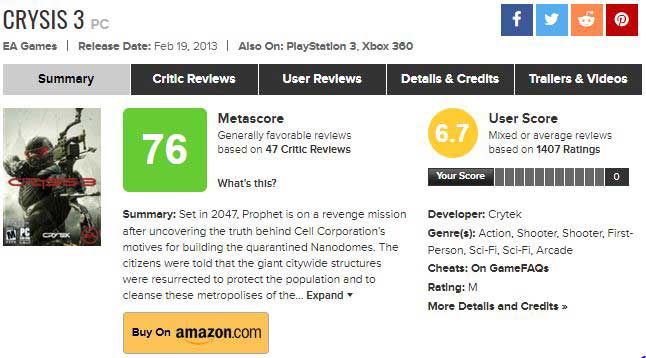 CRYSIS 3 PC
EA Games | Release Date: Feb 19, 2013 | Also On: PlayStation 3, Xbox 360
Summary Critic Reviews User Reviews Details & Credits Trailers & Videos
CRYSIS 3
M PC CRYTEK
76
Metascore
Generally favorable reviews
based on 47 Critic Reviews
What's this?
6.7
User Score
Mixed or average reviews
based on 1407 Ratings
Your Score 0
Summary: Set in 2047, Prophet is on a revenge mission
after uncovering the truth behind Cell Corporation's
motives for building the quarantined Nanodomes. The
citizens were told that the giant citywide structures
were resurrected to protect the population and to
cleanse these metropolises of the... Expand
Buy On amazon.com
Developer: Crytek
Genre(s): Action, Shooter, Shooter, First-
Person, Sci-Fi, Sci-Fi, Arcade
Cheats: On GameFAQs
Rating: M
More Details and Credits »